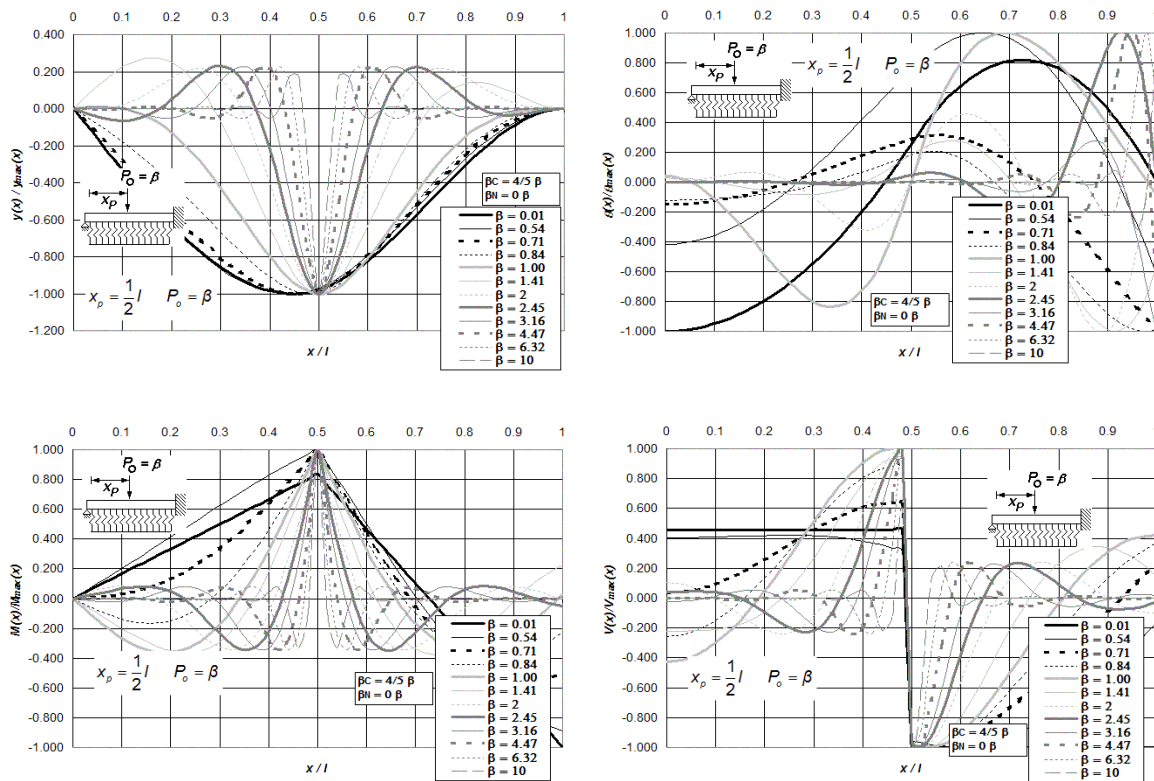 0 0.1 0.2 0.3 0.4 0.5 0.6 0.7 0.8 0.9 1
0.400
0.200
0.000
-0.200
-0.400
-0.600
-0.800
-1.000
-1.200
y(x) / ymax(x)
Po = β
xP
xp = 1/2 l Po = β
βC = 4/5 β
βN = 0 β
β = 0.01
β = 0.54
β = 0.71
β = 0.84
β = 1.00
β = 1.41
β = 2
β = 2.45
β = 3.16
β = 4.47
β = 6.32
β = 10
x / l
0 0.1 0.2 0.3 0.4 0.5 0.6 0.7 0.8 0.9 1
1.000
0.800
0.600
0.400
0.200
0.000
-0.200
-0.400
-0.600
-0.800
-1.000
Po = β
xP
xp = 1/2 l Po = β
βC = 4/5 β
βN = 0 β
β = 0.01
β = 0.54
β = 0.71
β = 0.84
β = 1.00
β = 1.41
β = 2
β = 2.45
β = 3.16
β = 4.47
β = 6.32
β = 10
x / l
0 0.1 0.2 0.3 0.4 0.5 0.6 0.7 0.8 0.9 1
1.000
0.800
0.600
0.400
0.200
0.000
-0.200
-0.400
-0.600
-0.800
-1.000
M(x)/Mmax(x)
Po = β
xP
xp = 1/2 l Po = β
βC = 4/5 β
βN = 0 β
β = 0.01
β = 0.54
β = 0.71
β = 0.84
β = 1.00
β = 1.41
β = 2
β = 2.45
β = 3.16
β = 4.47
β = 6.32
β = 10
x / l
0 0.1 0.2 0.3 0.4 0.5 0.6 0.7 0.8 0.9 1
1.000
0.800
0.600
0.400
0.200
0.000
-0.200
-0.400
-0.600
-0.800
-1.000
V(x)/Vmax(x)
Po = β
xP
xp = 1/2 l Po = β
βC = 4/5 β
βN = 0 β
β = 0.01
β = 0.54
β = 0.71
β = 0.84
β = 1.00
β = 1.41
β = 2
β = 2.45
β = 3.16
β = 4.47
β = 6.32
β = 10
x / l